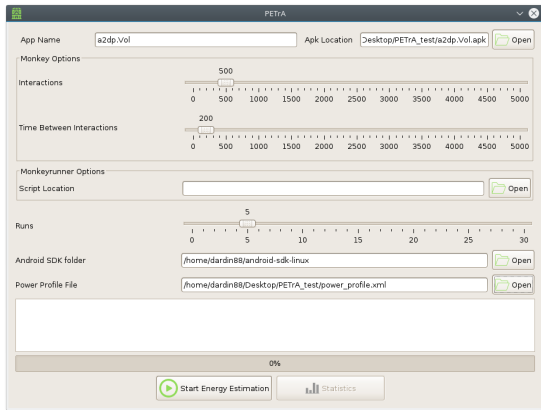 PETrA
App Name a2dp.Vol Apk Location Desktop/PETrA_test/a2dp.Vol.apk Open
Monkey Options
500
Interactions
0 500 1000 1500 2000 2500 3000 3500 4000 4500 5000
200
Time Between Interactions
0 500 1000 1500 2000 2500 3000 3500 4000 4500 5000
Monkeyrunner Options
Script Location Open
5
Runs
0 5 10 15 20 25 30
Android SDK folder /home/dardin88/android-sdk-linux Open
Power Profile File /home/dardin88/Desktop/PETrA_test/power_profile.xml Open
0%
Start Energy Estimation Statistics